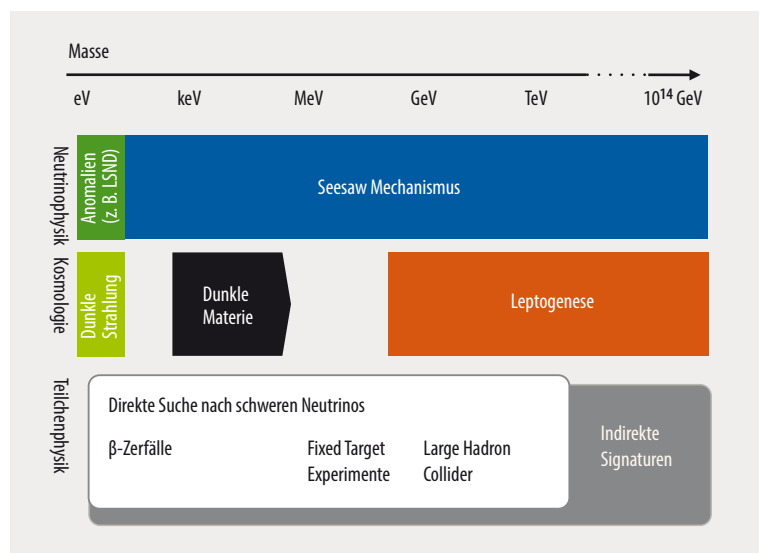 Masse
eV keV MeV GeV TeV 10¹⁴ GeV
Neutrinophysik
Anomalien
(z. B. LSND)
Seesaw Mechanismus
Kosmologie
Dunkle
Strahlung
Dunkle
Materie
Leptogenese
Teilchenphysik
Direkte Suche nach schweren Neutrinos
β-Zerfälle
Fixed Target
Experimente
Large Hadron
Collider
Indirekte
Signaturen